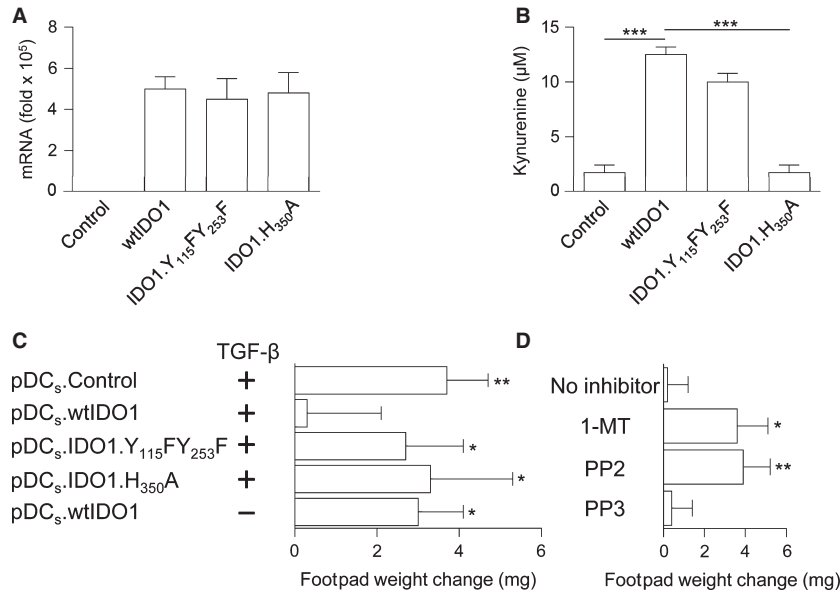 A
mRNA (fold x 10⁵)
8
6
4
2
0
Control
wtIDO1
IDO1.Y₁₁₅FY₂₅₃F
IDO1.H₃₅₀A
B
Kynurenine (µM)
15
10
5
0
***
***
Control
wtIDO1
IDO1.Y₁₁₅FY₂₅₃F
IDO1.H₃₅₀A
C
TGF-β
pDCₛ.Control + **
pDCₛ.wtIDO1 +
pDCₛ.IDO1.Y₁₁₅FY₂₅₃F + *
pDCₛ.IDO1.H₃₅₀A + *
pDCₛ.wtIDO1 − *
0 2 4 6
Footpad weight change (mg)
D
No inhibitor
1-MT *
PP2 **
PP3
0 2 4 6
Footpad weight change (mg)